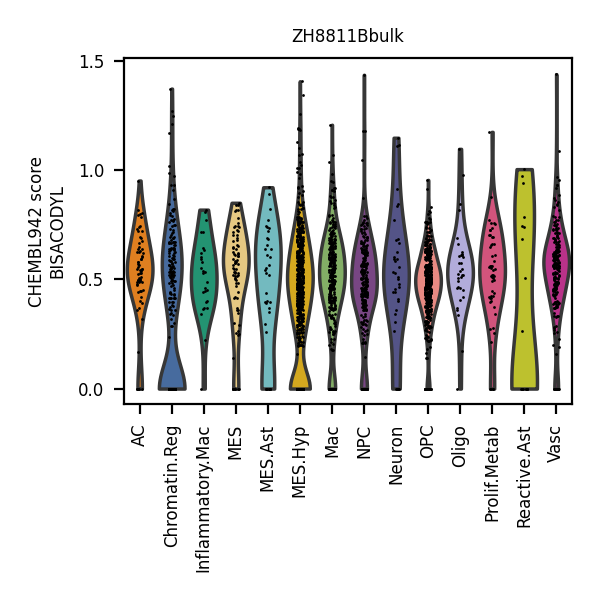 ZH8811Bbulk
CHEMBL942 score
BISACODYL
1.5
1.0
0.5
0.0
AC
Chromatin.Reg
Inflammatory.Mac
MES
MES.Ast
MES.Hyp
Mac
NPC
Neuron
OPC
Oligo
Prolif.Metab
Reactive.Ast
Vasc